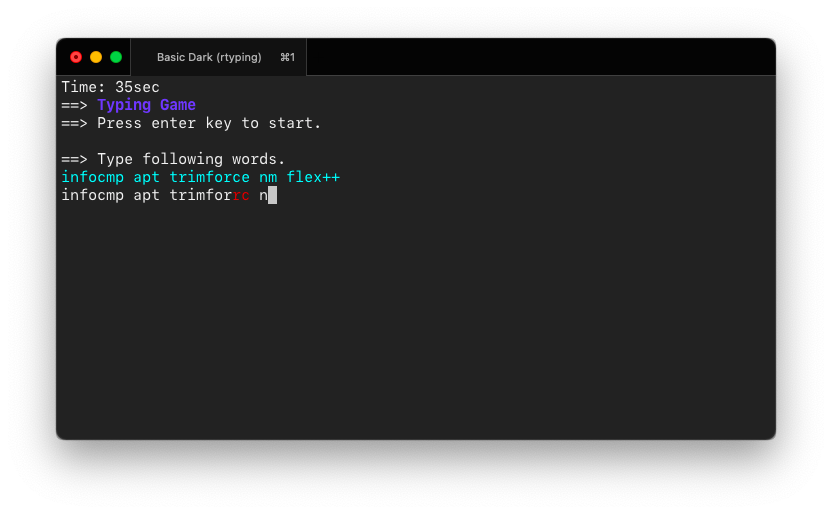 Basic Dark (rtyping) ⌘1
Time: 35sec
==> Typing Game
==> Press enter key to start.
==> Type following words.
infocmp apt trimforce nm flex++
infocmp apt trimforrc n